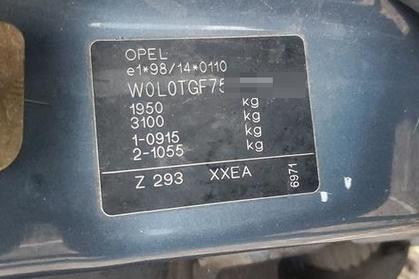 OPEL
e1*98/14*0110
W0L0TGF75
1950 kg
3100 kg
1-0915 kg
2-1055 kg
Z 293 XXEA
6971